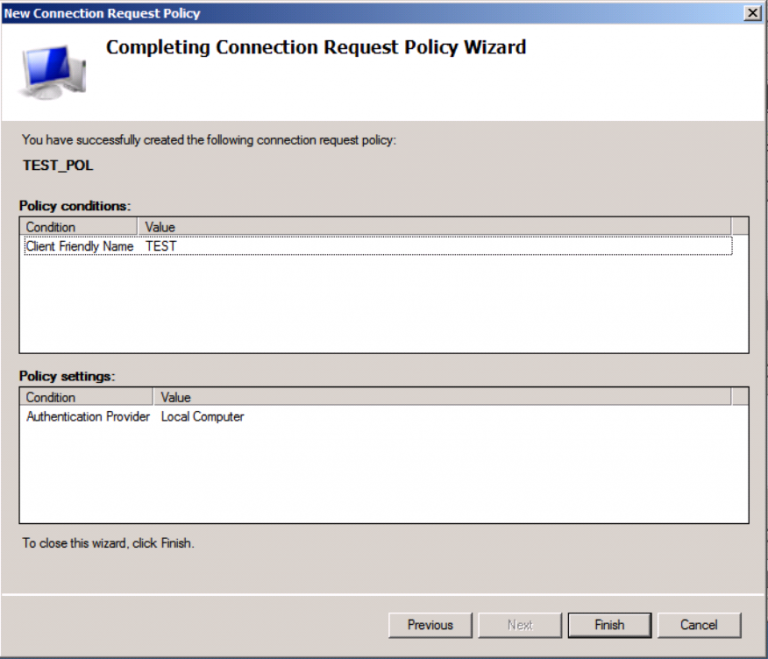 New Connection Request Policy
Completing Connection Request Policy Wizard
You have successfully created the following connection request policy:
TEST_POL
Policy conditions:
Condition Value
Client Friendly Name TEST
Policy settings:
Condition Value
Authentication Provider Local Computer
To close this wizard, click Finish.
Previous Next Finish Cancel